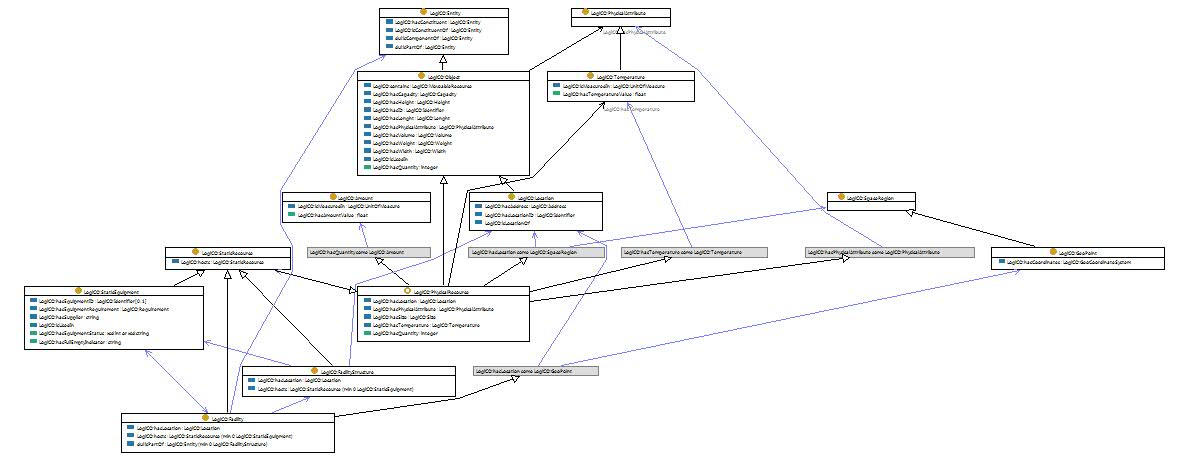 LogiCO:Entity
LogiCO:hasConstituent : LogiCO:Entity
LogiCO:isConstituentOf : LogiCO:Entity
dul:isComponentOf : LogiCO:Entity
dul:isPartOf : LogiCO:Entity
LogiCO:PhysicalAttribute
LogiCO:hasPhysicalAttribute
LogiCO:Object
LogiCO:contains : LogiCO:MoveableResource
LogiCO:hasCapacity : LogiCO:Capacity
LogiCO:hasHeight : LogiCO:Height
LogiCO:hasID : LogiCO:Identifier
LogiCO:hasLenght : LogiCO:Lenght
LogiCO:hasPhysicalAttribute : LogiCO:PhysicalAttribute
LogiCO:hasVolume : LogiCO:Volume
LogiCO:hasWeight : LogiCO:Weight
LogiCO:hasWidth : LogiCO:Width
LogiCO:isUsedIn
LogiCO:hasQuantity: integer
LogiCO:Temperature
LogiCO:isMeasuredIn : LogiCO:UnitOfMeasure
LogiCO:hasTemperatureValue : float
LogiCO:hasTemperature
LogiCO:Amount
LogiCO:isMeasuredIn : LogiCO:UnitOfMeasure
LogiCO:hasAmountValue : float
LogiCO:Location
LogiCO:hasAddress : LogiCO:Address
LogiCO:hasLocationID : LogiCO:Identifier
LogiCO:isLocationOf
LogiCO:SpaceRegion
LogiCO:StaticResource
LogiCO:hosts : LogiCO:StaticResource
LogiCO:hasQuantity some LogiCO:Amount
LogiCO:hasLocation some LogiCO:SpaceRegion
LogiCO:hasTemperature some LogiCO:Temperature
LogiCO:hasPhysicalAttribute some LogiCO:PhysicalAttribute
LogiCO:GeoPoint
LogiCO:hasCoordinates : LogiCO:GeoCoordinateSystem
LogiCO:StaticEquipment
LogiCO:hasEquipmentID : LogiCO:Identifier[0..1]
LogiCO:hasEquipmentRequirement : LogiCO:Requirement
LogiCO:hasSupplier : string
LogiCO:isUsedIn
LogiCO:hasEquipmentStatus : xsd:int or xsd:string
LogiCO:hasFullEmptyIndicator : string
LogiCO:PhysicalResource
LogiCO:hasLocation : LogiCO:Location
LogiCO:hasPhysicalAttribute : LogiCO:PhysicalAttribute
LogiCO:hasSize : LogiCO:Size
LogiCO:hasTemperature : LogiCO:Temperature
LogiCO:hasQuantity: integer
LogiCO:FacilityStructure
LogiCO:hasLocation : LogiCO:Location
LogiCO:hosts : LogiCO:StaticResource (min 0 LogiCO:StaticEquipment)
LogiCO:hasLocation some LogiCO:GeoPoint
LogiCO:Facility
LogiCO:hasLocation : LogiCO:Location
LogiCO:hosts : LogiCO:StaticResource (min 0 LogiCO:StaticEquipment)
dul:isPartOf : LogiCO:Entity (min 0 LogiCO:FacilityStructure)